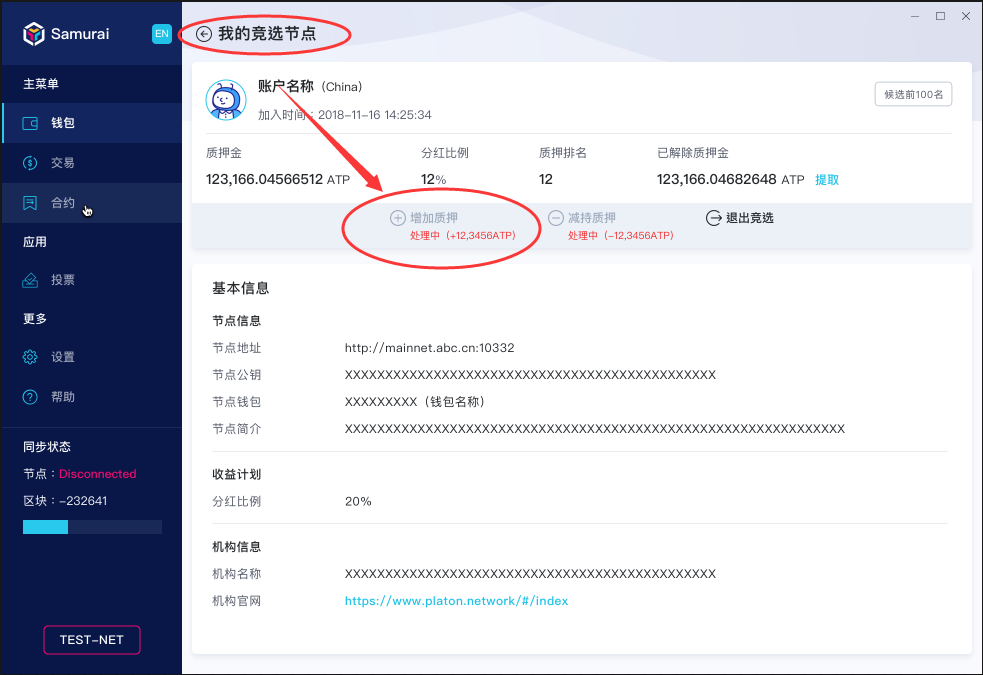 Samurai
EN
主菜单
钱包
交易
合约
应用
投票
更多
设置
帮助
同步状态
节点：Disconnected
区块：-232641
TEST-NET
我的竞选节点
账户名称（China）
加入时间：2018-11-16 14:25:34
候选前100名
质押金
分红比例
质押排名
已解除质押金
123,166.04566512 ATP
12%
12
123,166.04682648 ATP 提取
增加质押
处理中（+12,3456ATP）
减持质押
处理中（-12,3456ATP）
退出竞选
基本信息
节点信息
节点地址 http://mainnet.abc.cn:10332
节点公钥 XXXXXXXXXXXXXXXXXXXXXXXXXXXXXXXXXXXXXXXXXXXXXX
节点钱包 XXXXXXXXX（钱包名称）
节点简介 XXXXXXXXXXXXXXXXXXXXXXXXXXXXXXXXXXXXXXXXXXXXXXXXXXXXXXXXXXXXXX
收益计划
分红比例 20%
机构信息
机构名称 XXXXXXXXXXXXXXXXXXXXXXXXXXXXXXXXXXXXXXXXXXXXXX
机构官网 https://www.platon.network/#/index